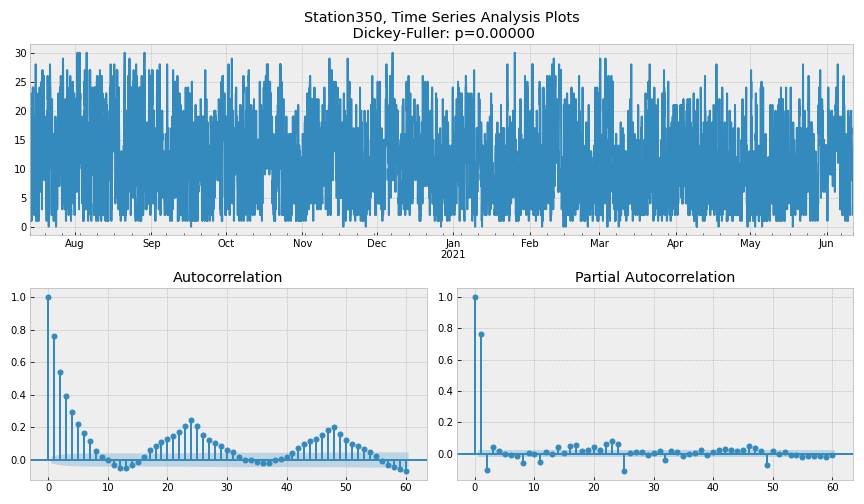 Station350, Time Series Analysis Plots
Dickey-Fuller: p=0.00000
30
25
20
15
10
5
0
Aug Sep Oct Nov Dec Jan Feb Mar Apr May Jun
2021
Autocorrelation
1.0
0.8
0.6
0.4
0.2
0.0
0 10 20 30 40 50 60
Partial Autocorrelation
1.0
0.8
0.6
0.4
0.2
0.0
0 10 20 30 40 50 60